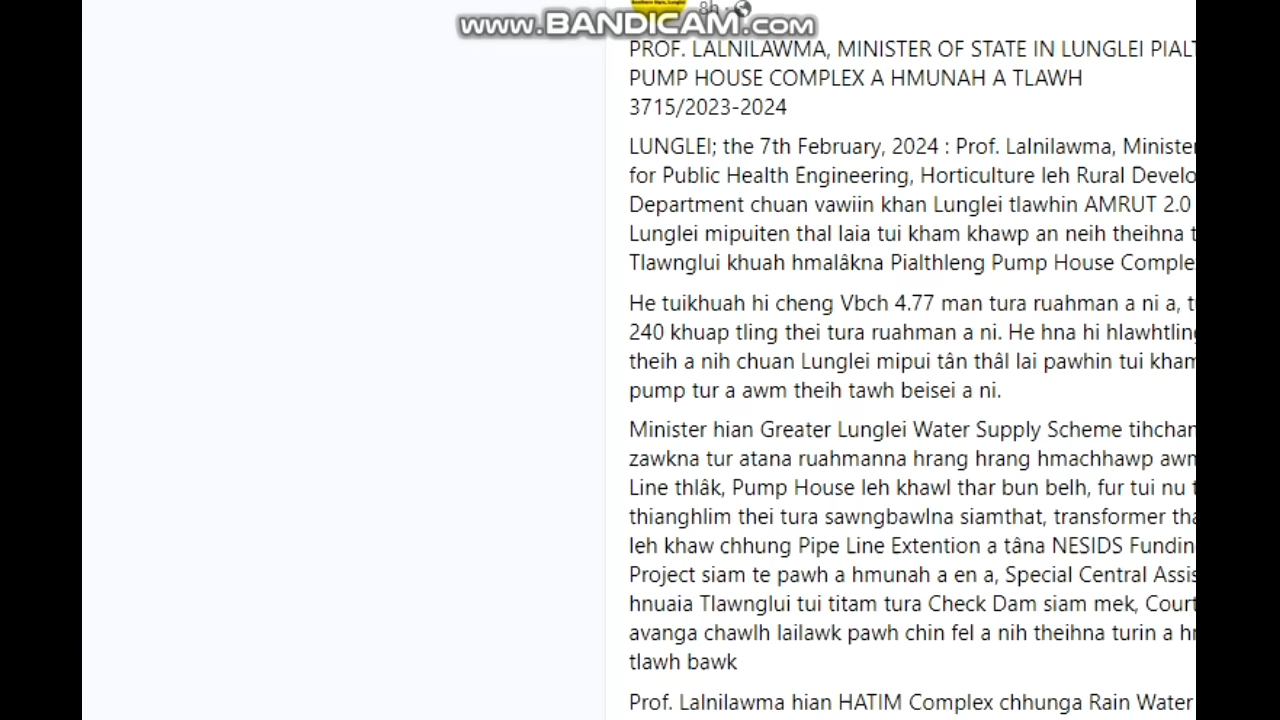 8h
www.BANDICAM.com
PROF. LALNILAWMA, MINISTER OF STATE IN LUNGLEI PIALT
PUMP HOUSE COMPLEX A HMUNAH A TLAWH
3715/2023-2024
LUNGLEI; the 7th February, 2024 : Prof. Lalnilawma, Minister
for Public Health Engineering, Horticulture leh Rural Develo
Department chuan vawiin khan Lunglei tlawhin AMRUT 2.0
Lunglei mipuiten thal laia tui kham khawp an neih theihna t
Tlawnglui khuah hmalâkna Pialthleng Pump House Comple
He tuikhuah hi cheng Vbch 4.77 man tura ruahman a ni a, t
240 khuap tling thei tura ruahman a ni. He hna hi hlawhtling
theih a nih chuan Lunglei mipui tân thâl lai pawhin tui kham
pump tur a awm theih tawh beisei a ni.
Minister hian Greater Lunglei Water Supply Scheme tihchan
zawkna tur atana ruahmanna hrang hrang hmachhawp awm
Line thlâk, Pump House leh khawl thar bun belh, fur tui nu t
thianghlim thei tura sawngbawlna siamthat, transformer tha
leh khaw chhung Pipe Line Extention a tâna NESIDS Fundin
Project siam te pawh a hmunah a en a, Special Central Assis
hnuaia Tlawnglui tui titam tura Check Dam siam mek, Court
avanga chawlh lailawk pawh chin fel a nih theihna turin a h
tlawh bawk
Prof. Lalnilawma hian HATIM Complex chhunga Rain Water